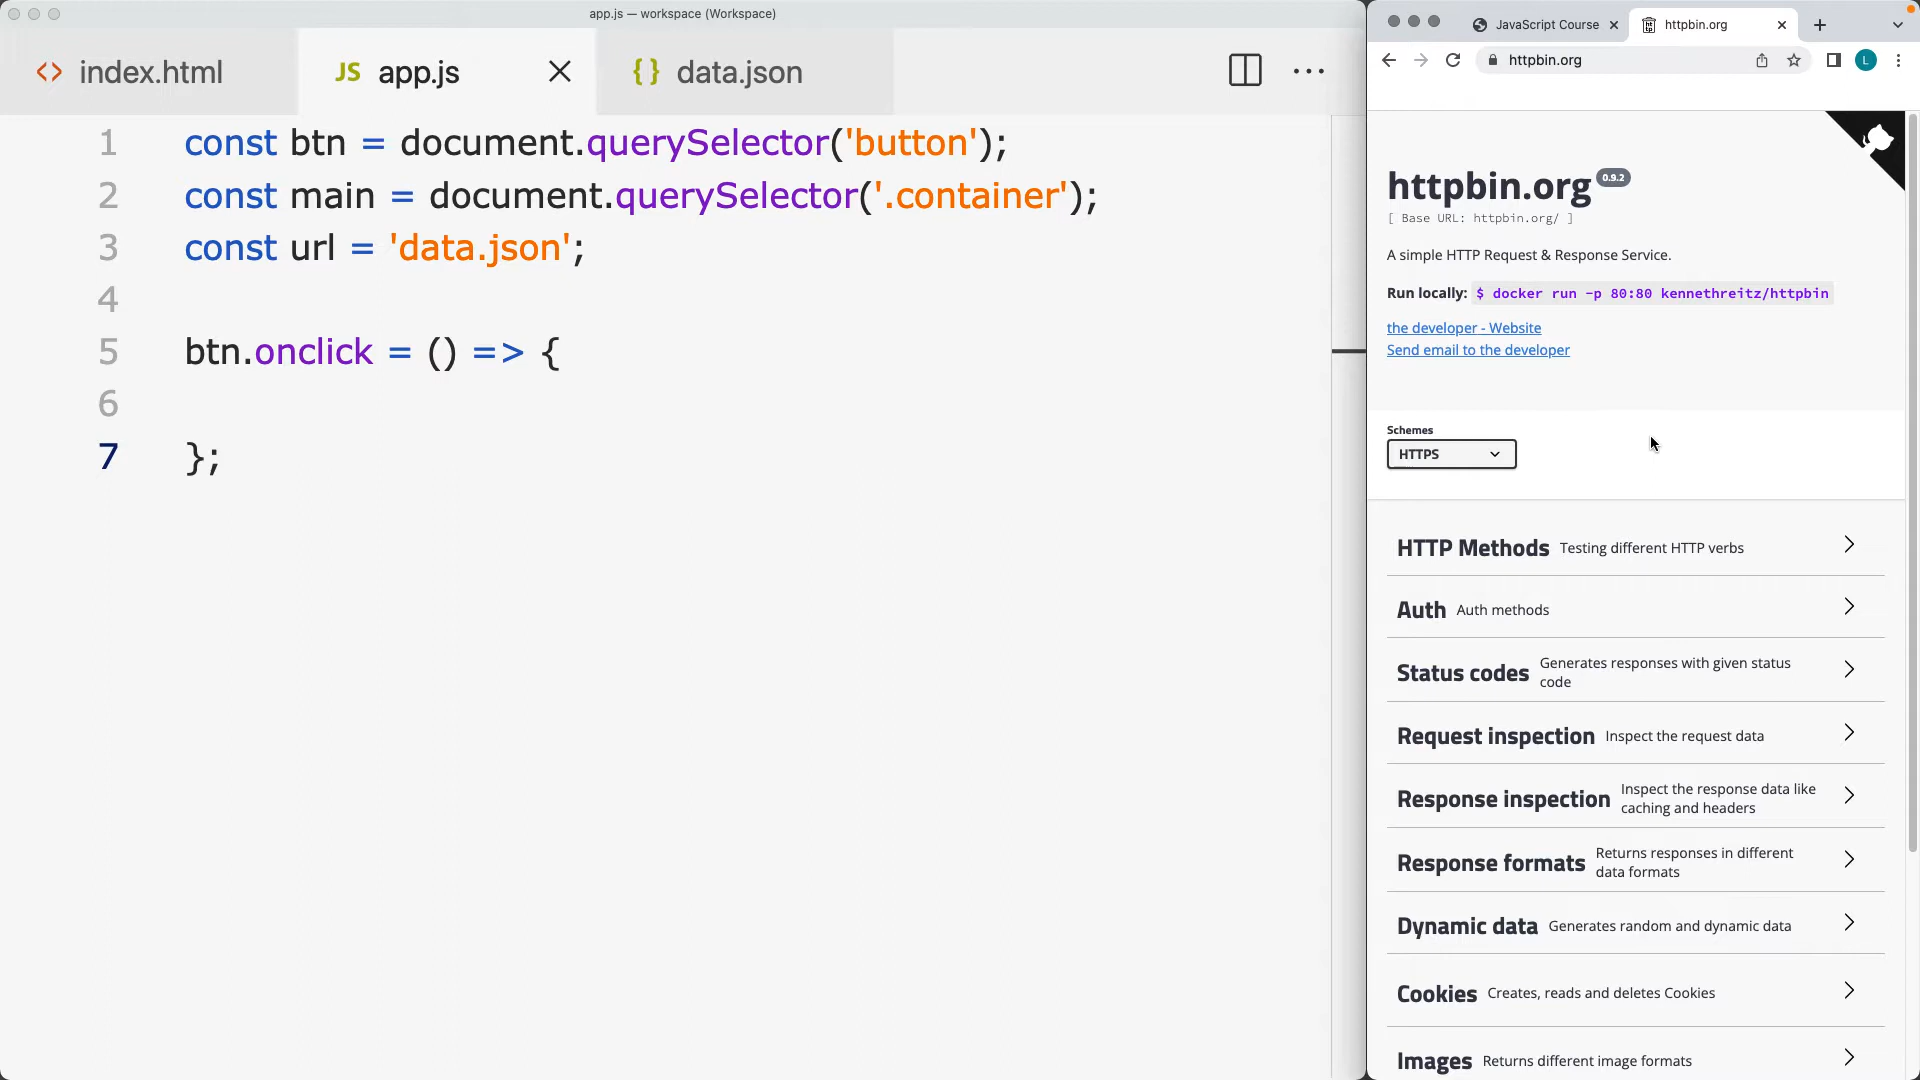 app.js — workspace (Workspace)
<> index.html
JS app.js
{} data.json
1 const btn = document.querySelector('button');
2 const main = document.querySelector('.container');
3 const url = 'data.json';
4
5 btn.onclick = () => {
6
7 };
JavaScript Course
httpbin.org
httpbin.org
L
httpbin.org 0.9.2
[ Base URL: httpbin.org/ ]
A simple HTTP Request & Response Service.
Run locally: $ docker run -p 80:80 kennethreitz/httpbin
the developer - Website
Send email to the developer
Schemes
HTTPS
HTTP Methods Testing different HTTP verbs
Auth Auth methods
Status codes Generates responses with given status
code
Request inspection Inspect the request data
Response inspection Inspect the response data like
caching and headers
Response formats Returns responses in different
data formats
Dynamic data Generates random and dynamic data
Cookies Creates, reads and deletes Cookies
Images Returns different image formats